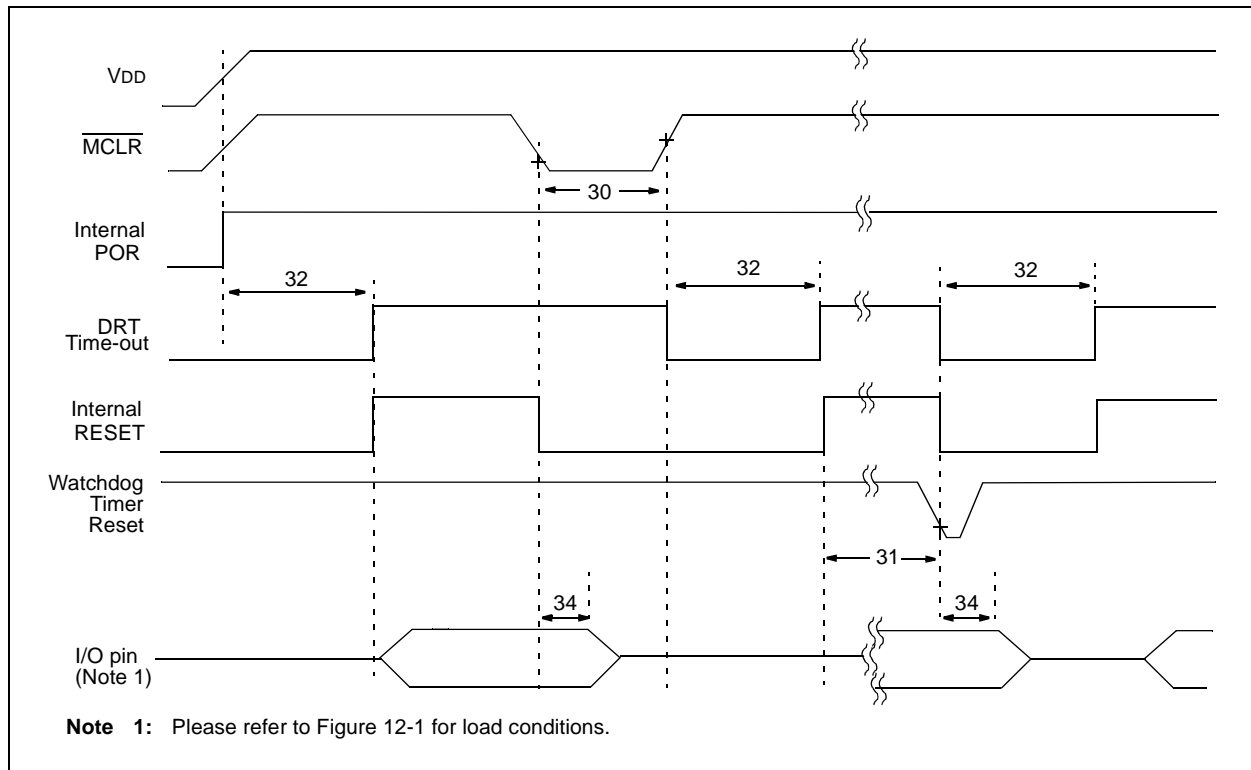 VDD
MCLR
30
Internal
POR
32
32
32
DRT
Time-out
Internal
RESET
Watchdog
Timer
Reset
31
34
34
I/O pin
(Note 1)
Note 1: Please refer to Figure 12-1 for load conditions.